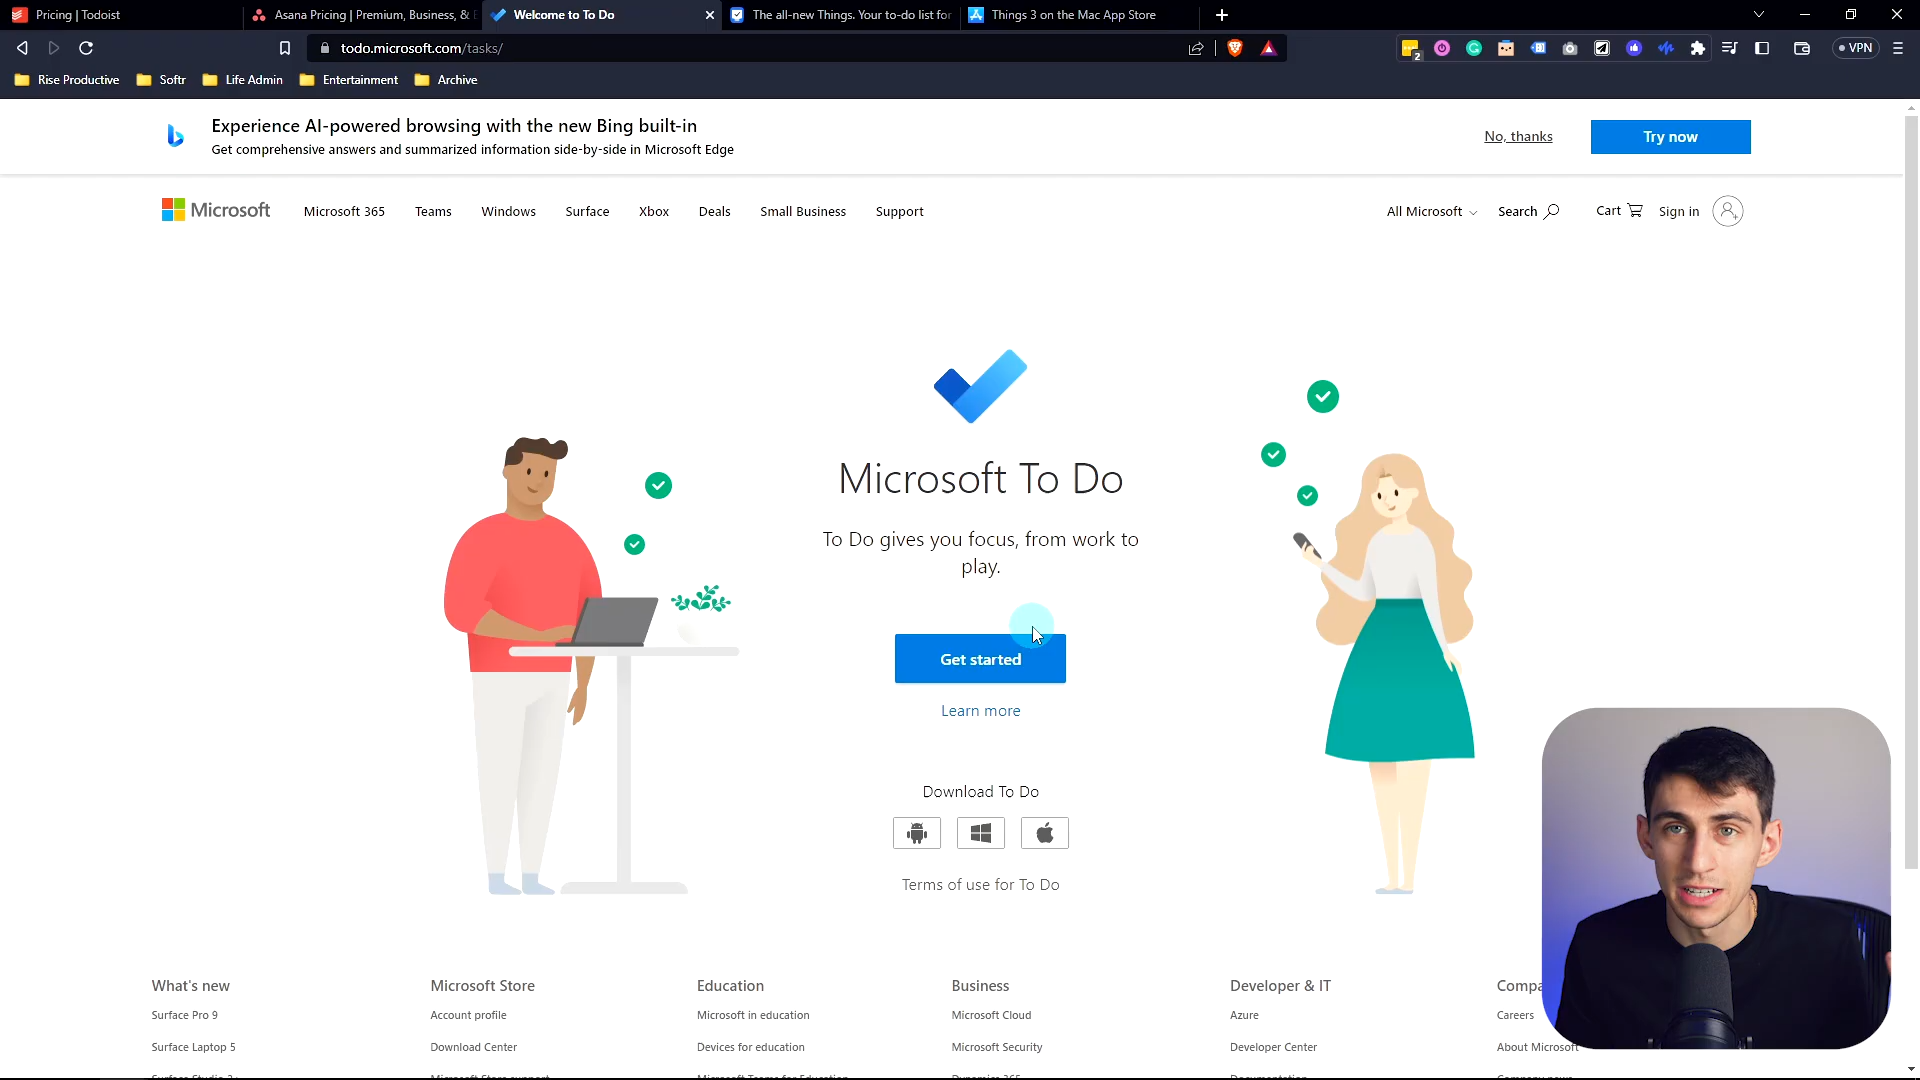 Pricing | Todoist
Asana Pricing | Premium, Business, &
Welcome to To Do
The all-new Things. Your to-do list for
Things 3 on the Mac App Store
todo.microsoft.com/tasks/
2
VPN
Rise Productive
Softr
Life Admin
Entertainment
Archive
Experience AI-powered browsing with the new Bing built-in
Get comprehensive answers and summarized information side-by-side in Microsoft Edge
No, thanks
Try now
Microsoft
Microsoft 365
Teams
Windows
Surface
Xbox
Deals
Small Business
Support
All Microsoft
Search
Cart
Sign in
Microsoft To Do
To Do gives you focus, from work to
play.
Get started
Learn more
Download To Do
Terms of use for To Do
What's new
Microsoft Store
Education
Business
Developer & IT
Compa
Surface Pro 9
Account profile
Microsoft in education
Microsoft Cloud
Azure
Careers
Surface Laptop 5
Download Center
Devices for education
Microsoft Security
Developer Center
About Microsoft